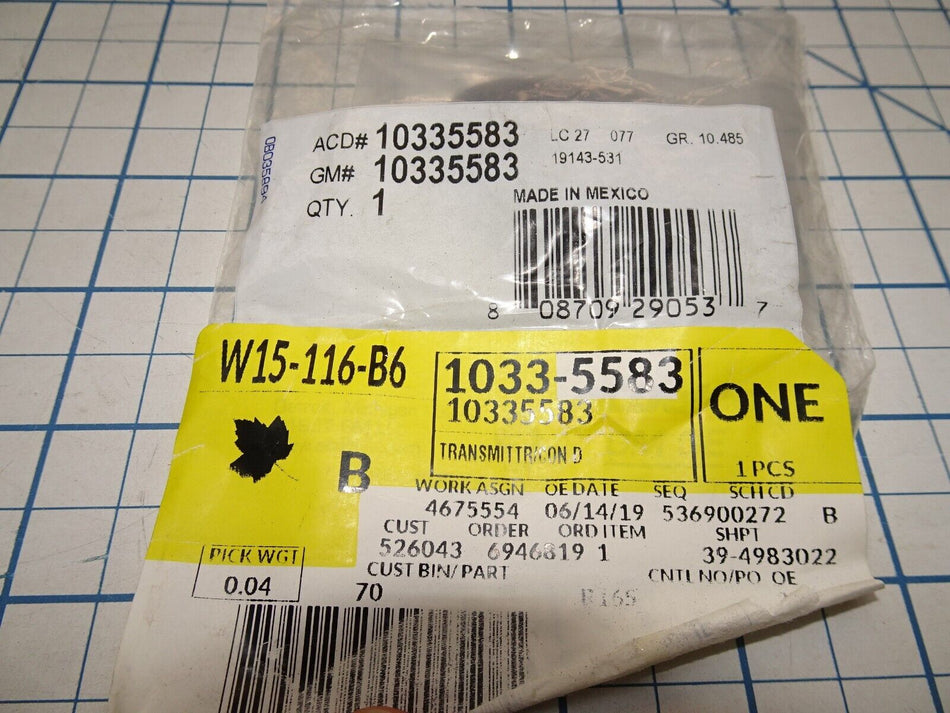 ACD# 10335583 LC 27 077 GR. 10.485
GM# 10335583 19143-531
QTY. 1
MADE IN MEXICO
8 08709 29053 7
W15-116-B6
1033-5583
10335583
TRANSMITTR/CON D
ONE
1 PCS
B
WORK ASGN OE DATE SEQ SCH CD
4675554 06/14/19 536900272 B
CUST ORDER ORD ITEM SHPT
526043 6946819 1 39-4983022
PICK WGT
0.04
CUST BIN/PART CNTL NO/PO OE
70 B165